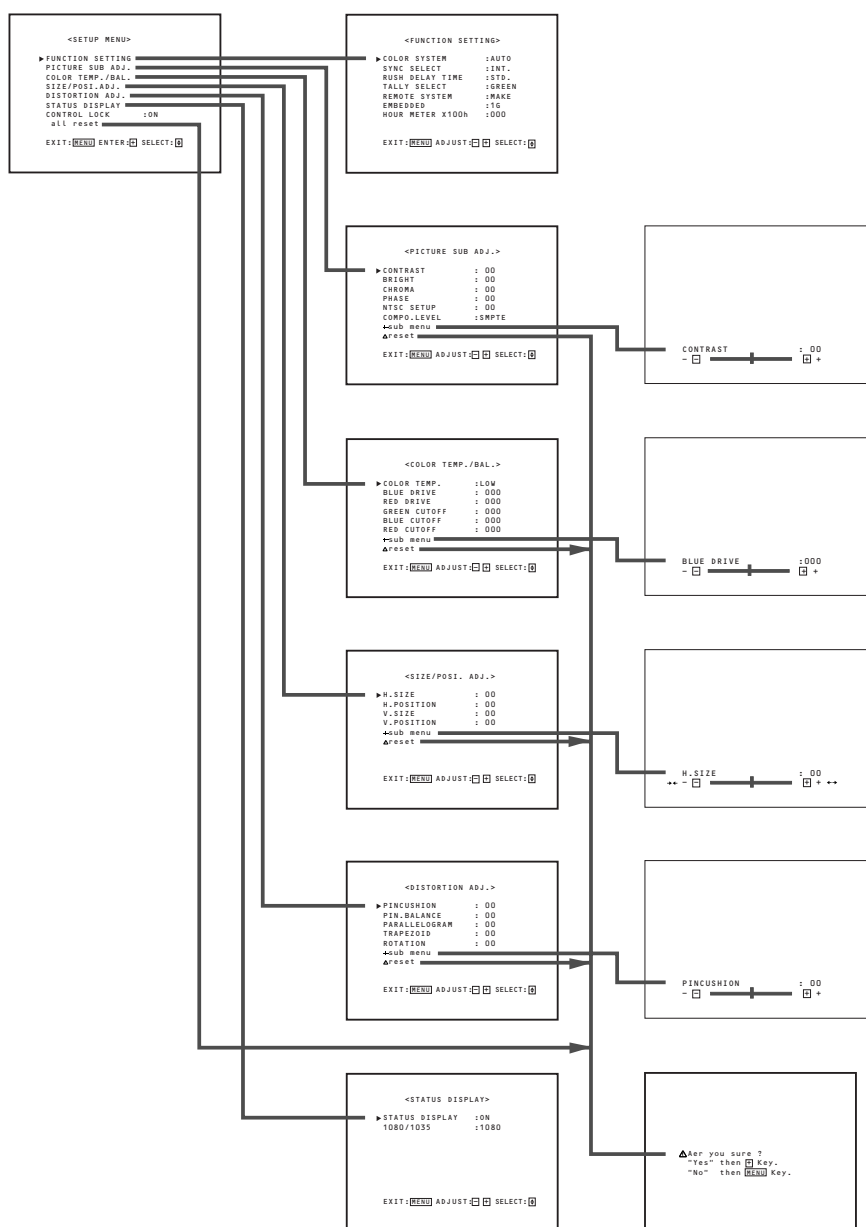 <SETUP MENU>
▶FUNCTION SETTING
PICTURE SUB ADJ.
COLOR TEMP./BAL.
SIZE/POSI.ADJ.
DISTORTION ADJ.
STATUS DISPLAY
CONTROL LOCK :ON
all reset
EXIT:MENU ENTER:+ SELECT:♦
<FUNCTION SETTING>
▶COLOR SYSTEM :AUTO
SYNC SELECT :INT.
RUSH DELAY TIME :STD.
TALLY SELECT :GREEN
REMOTE SYSTEM :MAKE
EMBEDDED :1G
HOUR METER X100h :000
EXIT:MENU ADJUST:- + SELECT:♦
<PICTURE SUB ADJ.>
▶CONTRAST : 00
BRIGHT : 00
CHROMA : 00
PHASE : 00
NTSC SETUP : 00
COMPO.LEVEL :SMPTE
+sub menu
△reset
EXIT:MENU ADJUST:- + SELECT:♦
CONTRAST : 00
- - + +
<COLOR TEMP./BAL.>
▶COLOR TEMP. :LOW
BLUE DRIVE : 000
RED DRIVE : 000
GREEN CUTOFF : 000
BLUE CUTOFF : 000
RED CUTOFF : 000
+sub menu
△reset
EXIT:MENU ADJUST:- + SELECT:♦
BLUE DRIVE :000
- - + +
<SIZE/POSI. ADJ.>
▶H.SIZE : 00
H.POSITION : 00
V.SIZE : 00
V.POSITION : 00
+sub menu
△reset
EXIT:MENU ADJUST:- + SELECT:♦
H.SIZE : 00
→← - - + + ←→
<DISTORTION ADJ.>
▶PINCUSHION : 00
PIN.BALANCE : 00
PARALLELOGRAM : 00
TRAPEZOID : 00
ROTATION : 00
+sub menu
△reset
EXIT:MENU ADJUST:- + SELECT:♦
PINCUSHION : 00
- - + +
<STATUS DISPLAY>
▶STATUS DISPLAY :ON
1080/1035 :1080
EXIT:MENU ADJUST:- + SELECT:♦
⚠Aer you sure ?
"Yes" then + Key.
"No" then MENU Key.